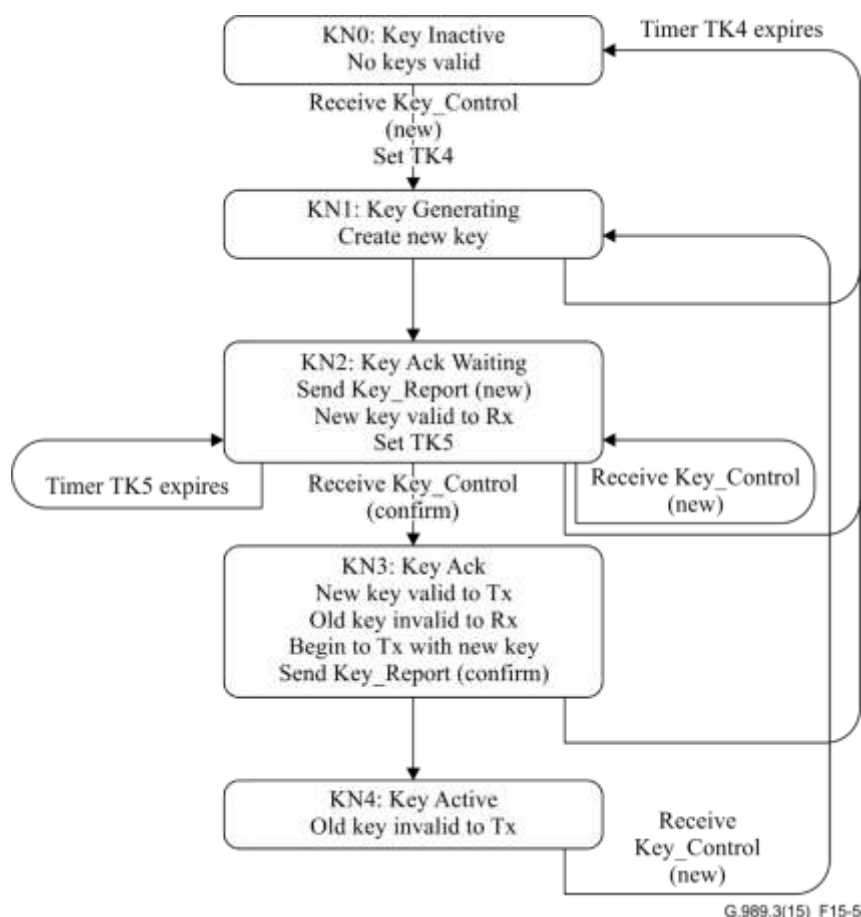 KN0: Key Inactive
No keys valid
Timer TK4 expires
Receive Key_Control
(new)
Set TK4
KN1: Key Generating
Create new key
KN2: Key Ack Waiting
Send Key_Report (new)
New key valid to Rx
Set TK5
Timer TK5 expires
Receive Key_Control
(confirm)
Receive Key_Control
(new)
KN3: Key Ack
New key valid to Tx
Old key invalid to Rx
Begin to Tx with new key
Send Key_Report (confirm)
KN4: Key Active
Old key invalid to Tx
Receive
Key_Control
(new)
G.989.3(15)_F15-5